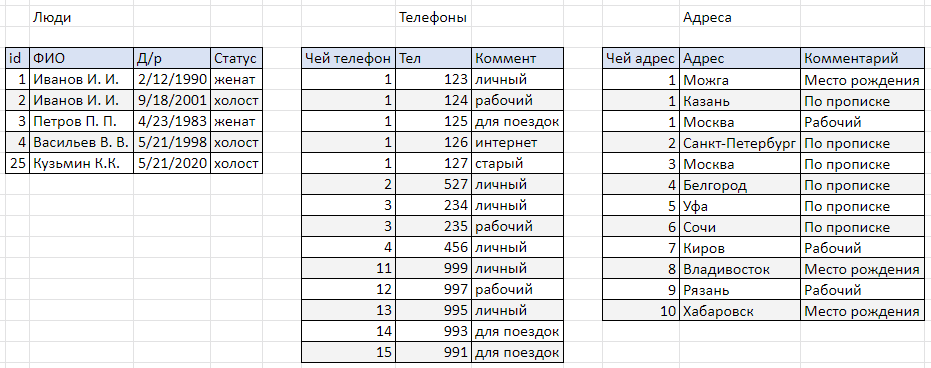 Люди Телефоны Адреса
id ФИО Д/р Статус Чей телефон Тел Коммент Чей адрес Адрес Комментарий
1 Иванов И. И. 2/12/1990 женат 1 123 личный 1 Можга Место рождения
2 Иванов И. И. 9/18/2001 холост 1 124 рабочий 1 Казань По прописке
3 Петров П. П. 4/23/1983 женат 1 125 для поездок 1 Москва Рабочий
4 Васильев В. В. 5/21/1998 холост 1 126 интернет 2 Санкт-Петербург По прописке
25 Кузьмин К.К. 5/21/2020 холост 1 127 старый 3 Москва По прописке
2 527 личный 4 Белгород По прописке
3 234 личный 5 Уфа По прописке
3 235 рабочий 6 Сочи По прописке
4 456 личный 7 Киров Рабочий
11 999 личный 8 Владивосток Место рождения
12 997 рабочий 9 Рязань Рабочий
13 995 личный 10 Хабаровск Место рождения
14 993 для поездок
15 991 для поездок